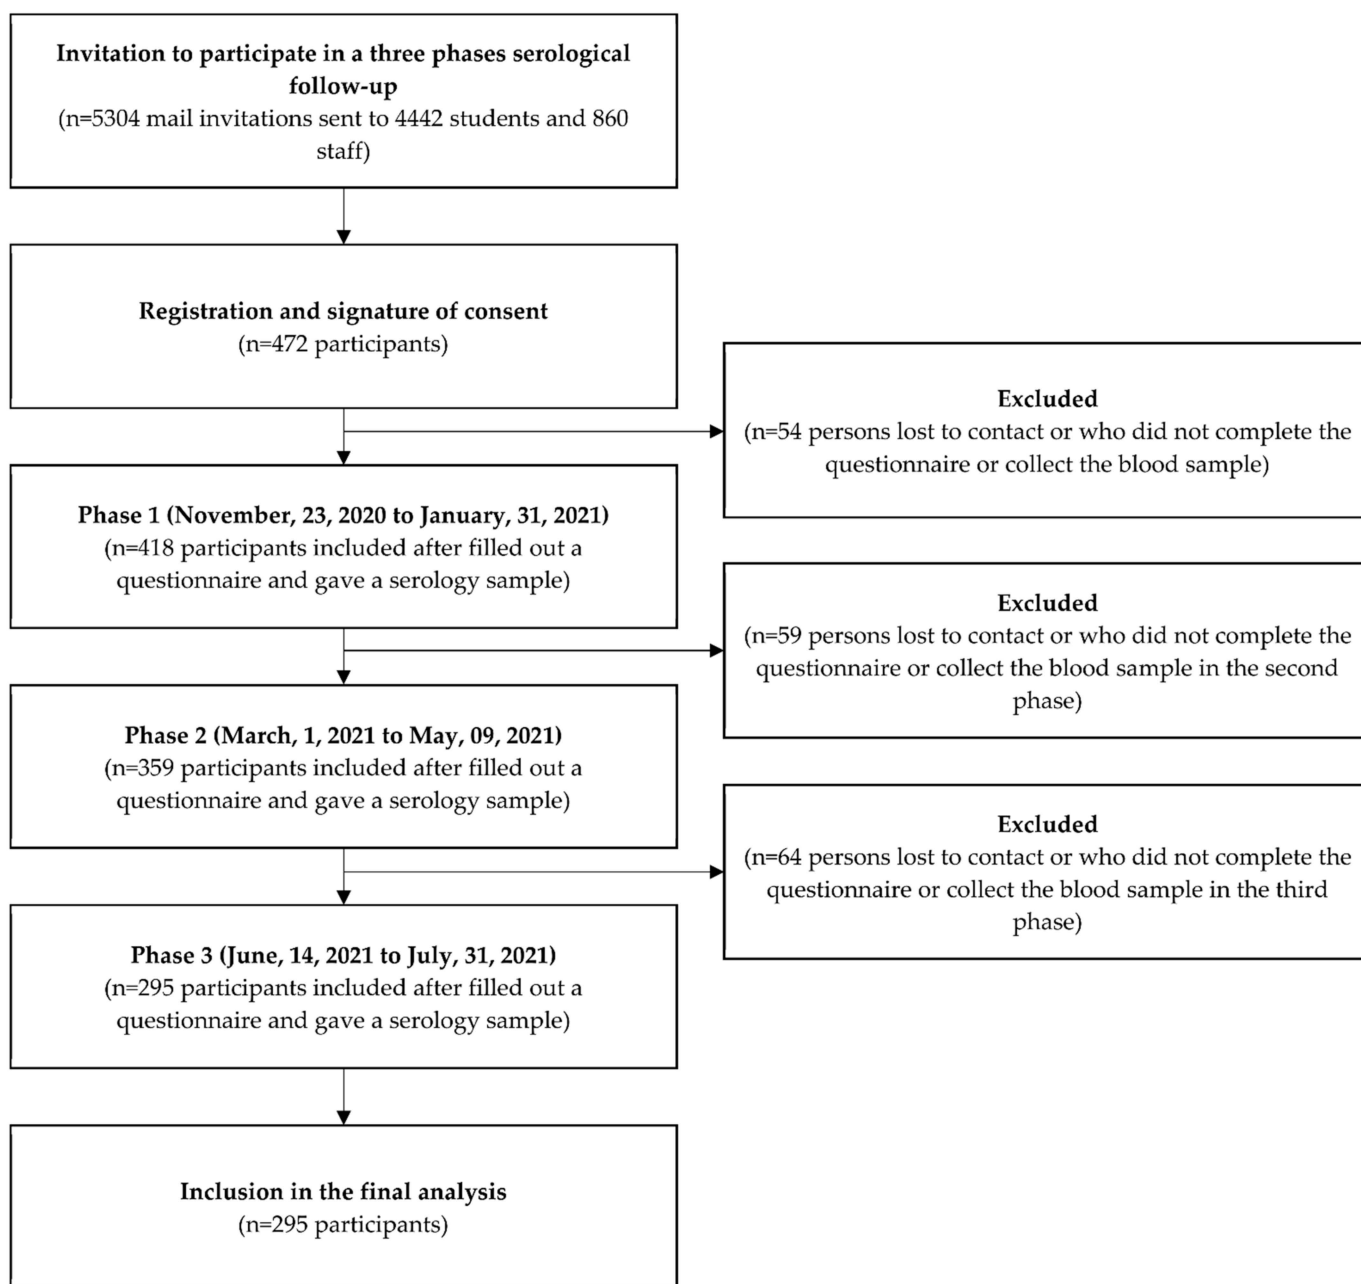 Invitation to participate in a three phases serological
follow-up
(n=5304 mail invitations sent to 4442 students and 860
staff)
Registration and signature of consent
(n=472 participants)
Excluded
(n=54 persons lost to contact or who did not complete the
questionnaire or collect the blood sample)
Phase 1 (November, 23, 2020 to January, 31, 2021)
(n=418 participants included after filled out a
questionnaire and gave a serology sample)
Excluded
(n=59 persons lost to contact or who did not complete the
questionnaire or collect the blood sample in the second
phase)
Phase 2 (March, 1, 2021 to May, 09, 2021)
(n=359 participants included after filled out a
questionnaire and gave a serology sample)
Excluded
(n=64 persons lost to contact or who did not complete the
questionnaire or collect the blood sample in the third
phase)
Phase 3 (June, 14, 2021 to July, 31, 2021)
(n=295 participants included after filled out a
questionnaire and gave a serology sample)
Inclusion in the final analysis
(n=295 participants)